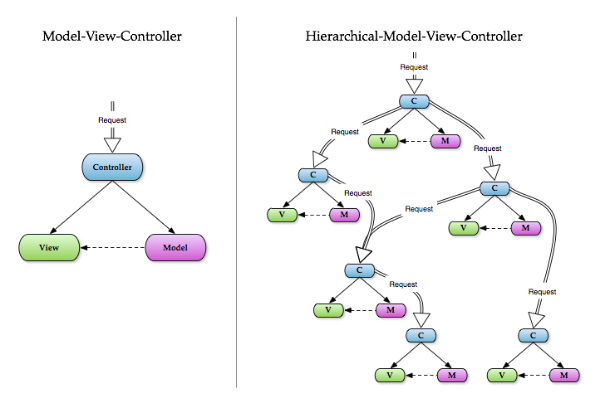 Model-View-Controller
Request
Controller
View
Model
Hierarchical-Model-View-Controller
Request
C
V
M
Request
Request
C
V
M
Request
Request
C
V
M
C
V
M
Request
Request
C
V
M
C
V
M